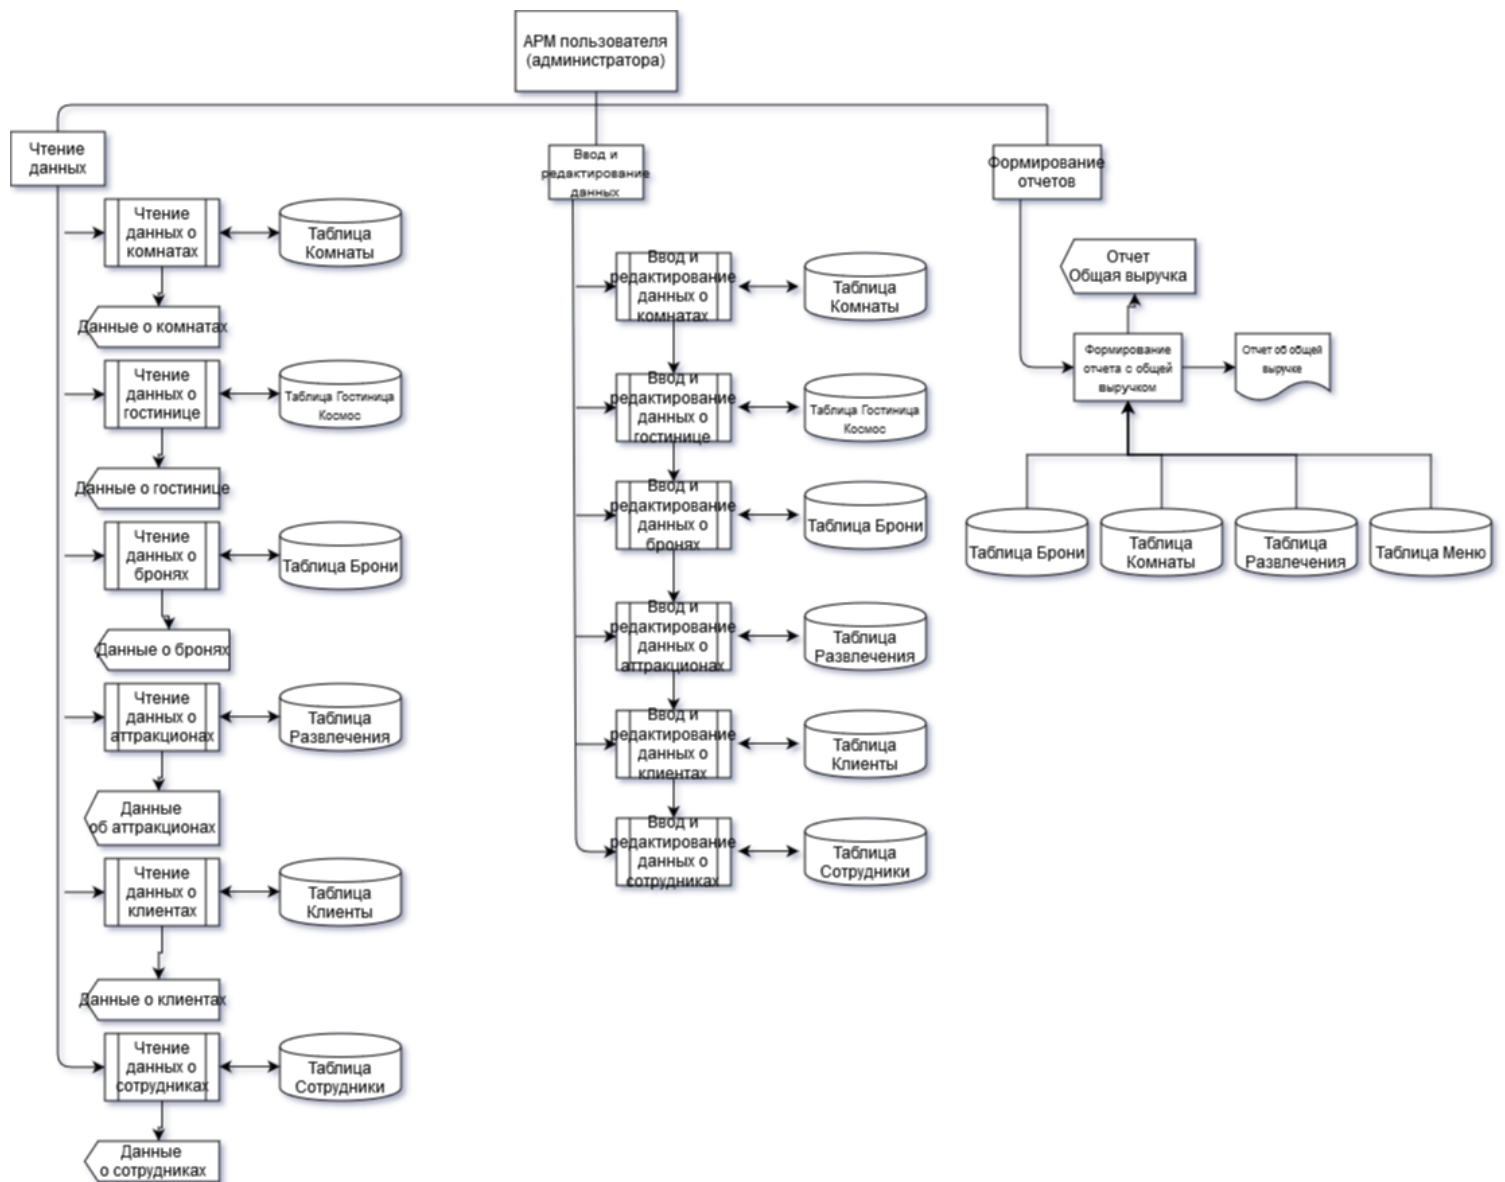 АРМ пользователя
(администратора)
Чтение
данных
Чтение
данных о
комнатах
Таблица
Комнаты
Данные о комнатах
Чтение
данных о
гостинице
Таблица Гостиница
Космос
Данные о гостинице
Чтение
данных о
бронях
Таблица Брони
Данные о бронях
Чтение
данных о
аттракционах
Таблица
Развлечения
Данные
об аттракционах
Чтение
данных о
клиентах
Таблица
Клиенты
Данные о клиентах
Чтение
данных о
сотрудниках
Таблица
Сотрудники
Данные
о сотрудниках
Ввод и
редактирование
данных
Ввод и
редактирование
данных о
комнатах
Таблица
Комнаты
Ввод и
редактирование
данных о
гостинице
Таблица Гостиница
Космос
Ввод и
редактирование
данных о
бронях
Таблица Брони
Ввод и
редактирование
данных о
аттракционах
Таблица
Развлечения
Ввод и
редактирование
данных о
клиентах
Таблица
Клиенты
Ввод и
редактирование
данных о
сотрудниках
Таблица
Сотрудники
Формирование
отчетов
Отчет
Общая выручка
Формирование
отчета с общей
выручком
Отчет об общей
выручке
Таблица Брони
Таблица
Комнаты
Таблица
Развлечения
Таблица Меню